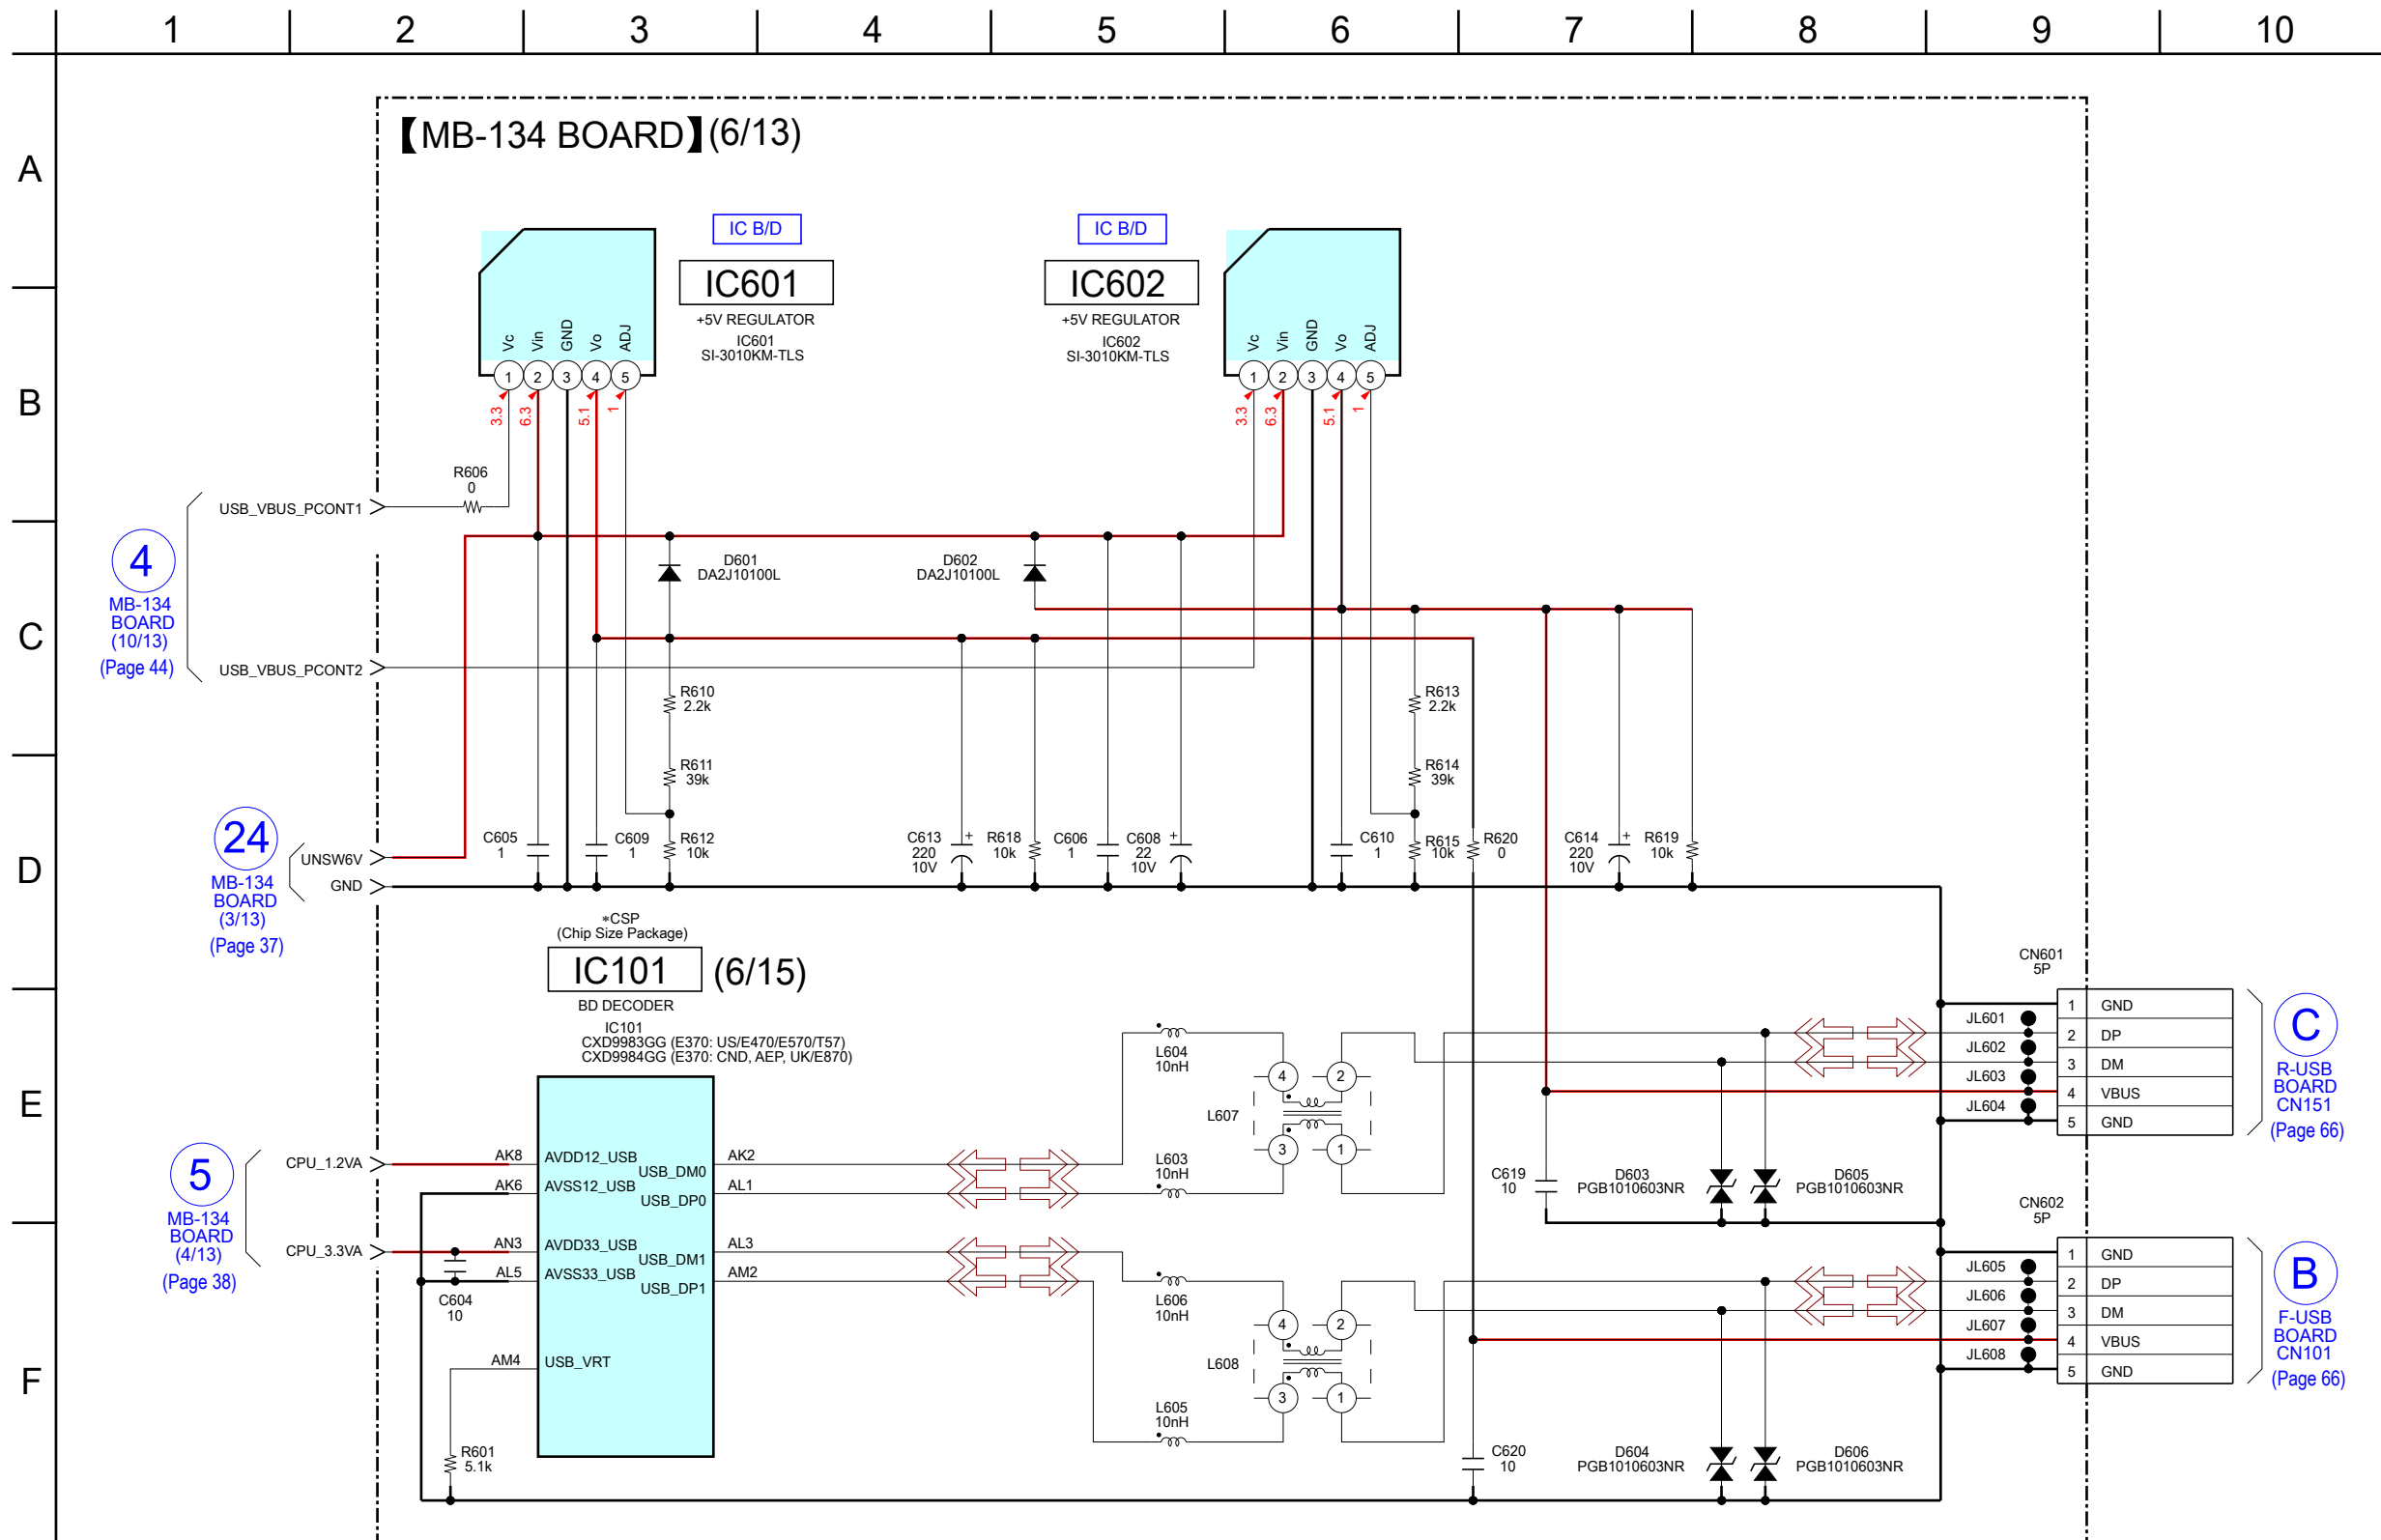 1 2 3 4 5 6 7 8 9 10
A
B
C
D
E
F
【MB-134 BOARD】(6/13)
IC B/D
IC601
+5V REGULATOR
IC601
SI-3010KM-TLS
Vc Vin GND Vo ADJ
1 2 3 4 5
3.3 6.3 5.1 1
IC B/D
IC602
+5V REGULATOR
IC602
SI-3010KM-TLS
Vc Vin GND Vo ADJ
1 2 3 4 5
3.3 6.3 5.1 1
R606
0
USB_VBUS_PCONT1
4
MB-134
BOARD
(10/13)
(Page 44)
USB_VBUS_PCONT2
D601
DA2J10100L
D602
DA2J10100L
R610
2.2k
R613
2.2k
R611
39k
R614
39k
24
MB-134
BOARD
(3/13)
(Page 37)
UNSW6V
GND
C605
1
C609
1
R612
10k
C613
220
10V
+
R618
10k
C606
1
C608
22
10V
+
C610
1
R615
10k
R620
0
C614
220
10V
+
R619
10k
*CSP
(Chip Size Package)
IC101 (6/15)
BD DECODER
IC101
CXD9983GG (E370: US/E470/E570/T57)
CXD9984GG (E370: CND, AEP, UK/E870)
5
MB-134
BOARD
(4/13)
(Page 38)
CPU_1.2VA
CPU_3.3VA
AK8 AVDD12_USB
AK6 AVSS12_USB
AN3 AVDD33_USB
AL5 AVSS33_USB
AM4 USB_VRT
USB_DM0 AK2
USB_DP0 AL1
USB_DM1 AL3
USB_DP1 AM2
C604
10
R601
5.1k
L604
10nH
L603
10nH
L606
10nH
L605
10nH
L607
4 2
3 1
L608
4 2
3 1
C619
10
D603
PGB1010603NR
D605
PGB1010603NR
C620
10
D604
PGB1010603NR
D606
PGB1010603NR
CN601
5P
JL601
JL602
JL603
JL604
1 GND
2 DP
3 DM
4 VBUS
5 GND
C
R-USB
BOARD
CN151
(Page 66)
CN602
5P
JL605
JL606
JL607
JL608
1 GND
2 DP
3 DM
4 VBUS
5 GND
B
F-USB
BOARD
CN101
(Page 66)